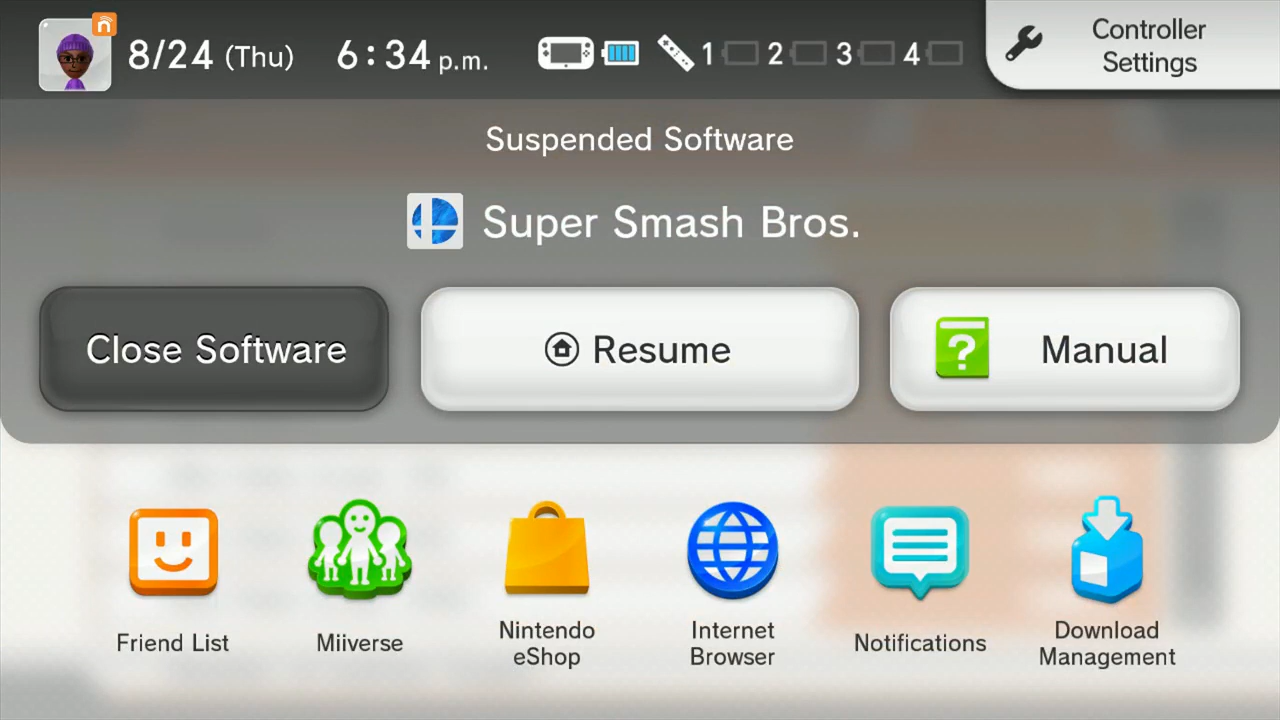 8/24 (Thu) 6:34 p.m. 1 2 3 4
Controller
Settings
Suspended Software
Super Smash Bros.
Close Software
Resume
? Manual
Friend List
Miiverse
Nintendo
eShop
Internet
Browser
Notifications
Download
Management